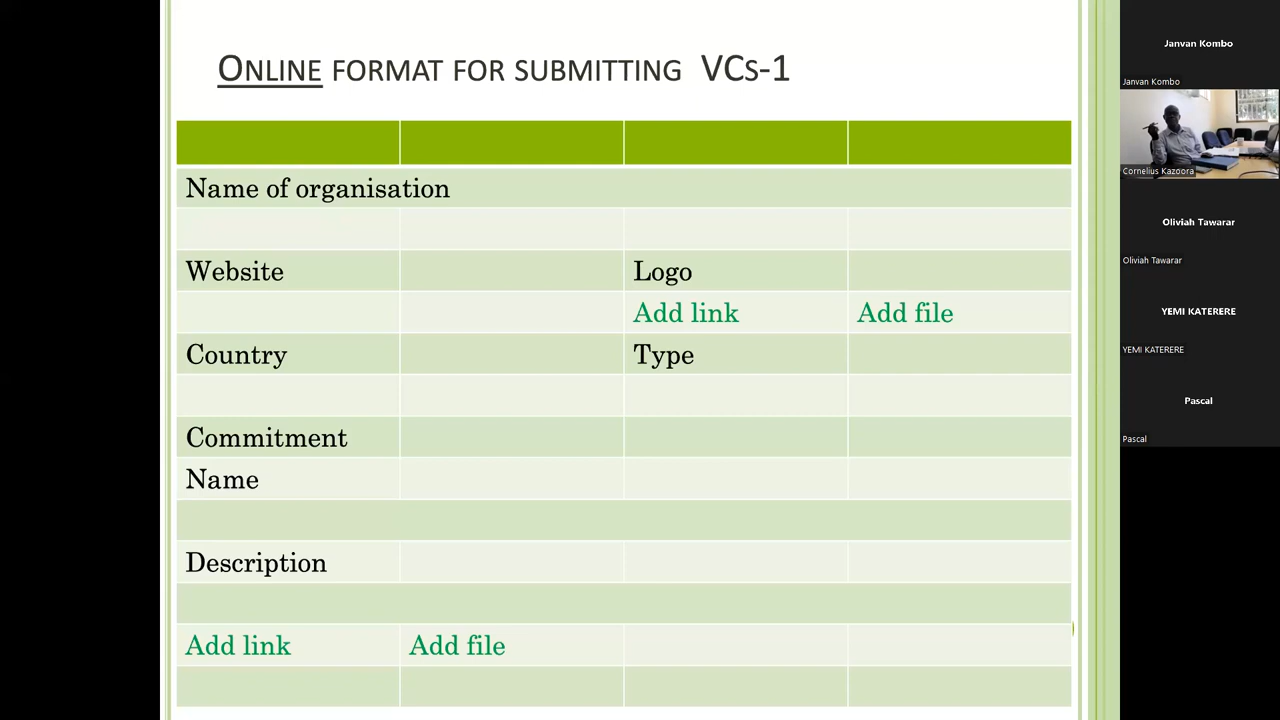 Online format for submitting VCs-1
Name of organisation
Website Logo
Add link Add file
Country Type
Commitment
Name
Description
Add link Add file
Janvan Kombo
Janvan Kombo
Cornelius Kazoora
Oliviah Tawarar
Oliviah Tawarar
YEMI KATERERE
YEMI KATERERE
Pascal
Pascal